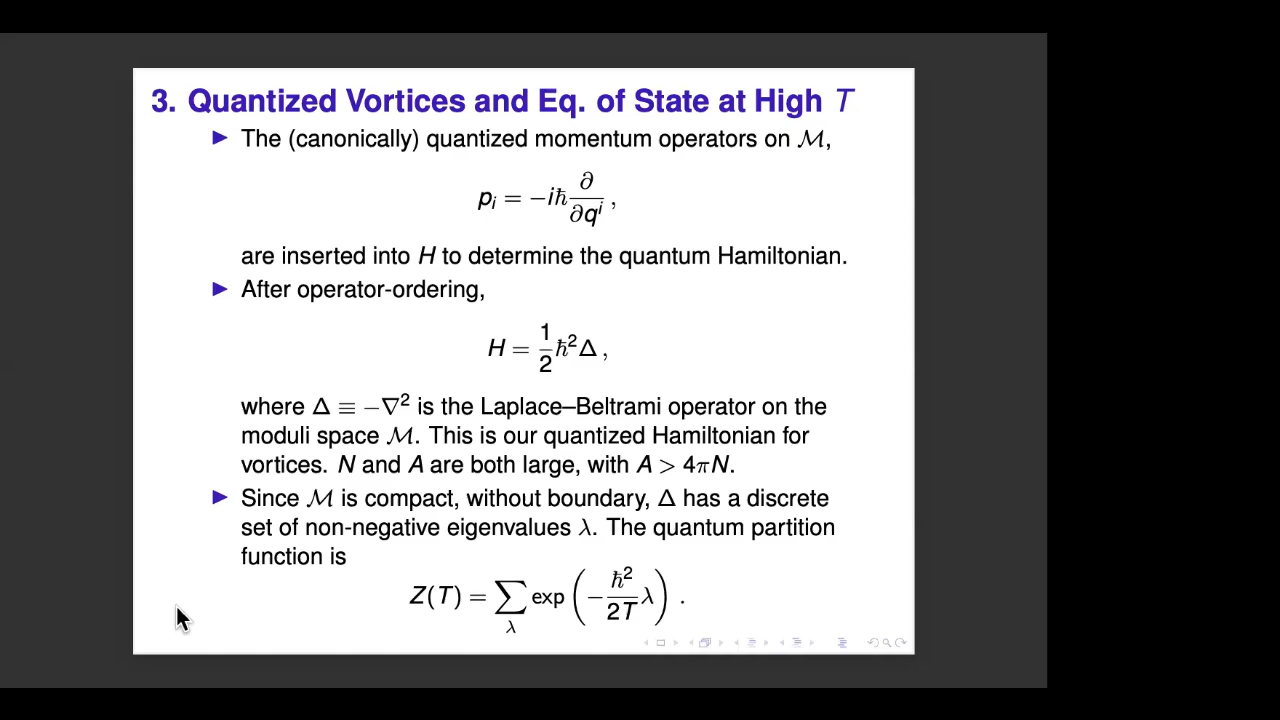 3. Quantized Vortices and Eq. of State at High T
▶ The (canonically) quantized momentum operators on ℳ,
pᵢ = −iℏ ∂/∂qⁱ ,
are inserted into H to determine the quantum Hamiltonian.
▶ After operator-ordering,
H = 1/2 ℏ²Δ ,
where Δ ≡ −∇² is the Laplace–Beltrami operator on the
moduli space ℳ. This is our quantized Hamiltonian for
vortices. N and A are both large, with A > 4πN.
▶ Since ℳ is compact, without boundary, Δ has a discrete
set of non-negative eigenvalues λ. The quantum partition
function is
Z(T) = ∑_λ exp (−ℏ²/2T λ) .